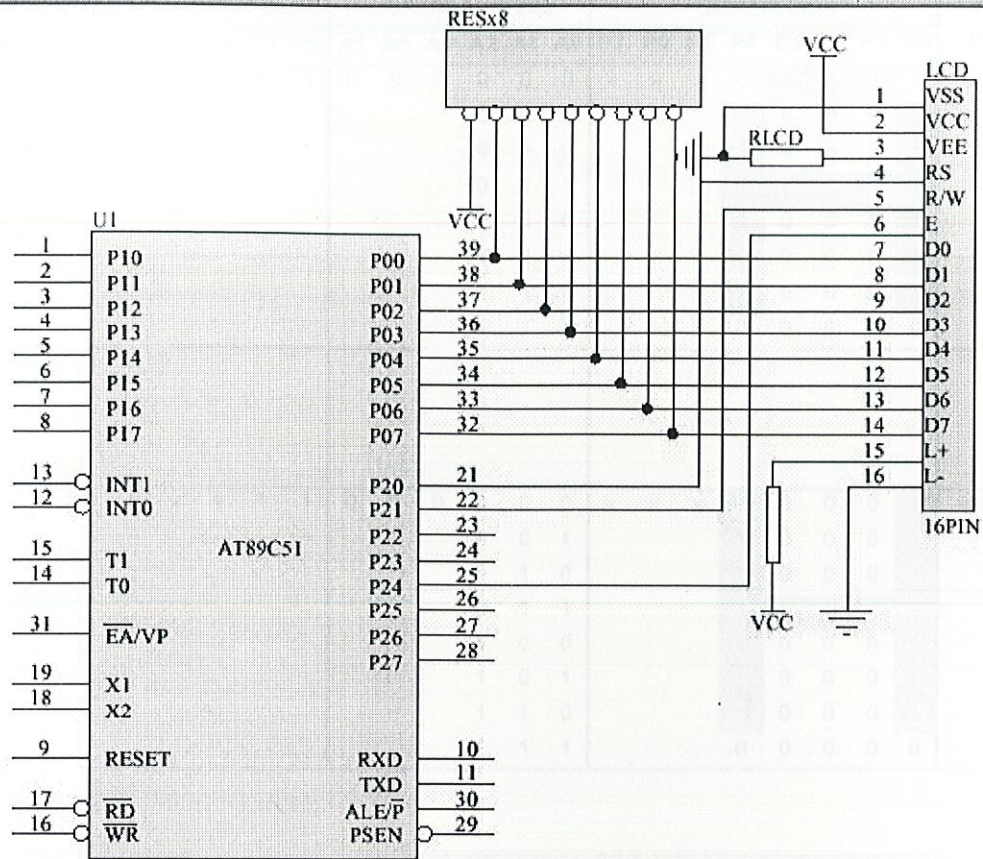 RESx8
VCC
LCD
1 VSS
2 VCC
RLCD
3 VEE
4 RS
5 R/W
6 E
7 D0
8 D1
9 D2
10 D3
11 D4
12 D5
13 D6
14 D7
15 L+
16 L-
16PIN
VCC
VCC
U1
AT89C51
1 P10
2 P11
3 P12
4 P13
5 P14
6 P15
7 P16
8 P17
13 INT1
12 INT0
15 T1
14 T0
31 EA/VP
19 X1
18 X2
9 RESET
17 RD
16 WR
P00 39
P01 38
P02 37
P03 36
P04 35
P05 34
P06 33
P07 32
P20 21
P21 22
P22 23
P23 24
P24 25
P25 26
P26 27
P27 28
RXD 10
TXD 11
ALE/P 30
PSEN 29